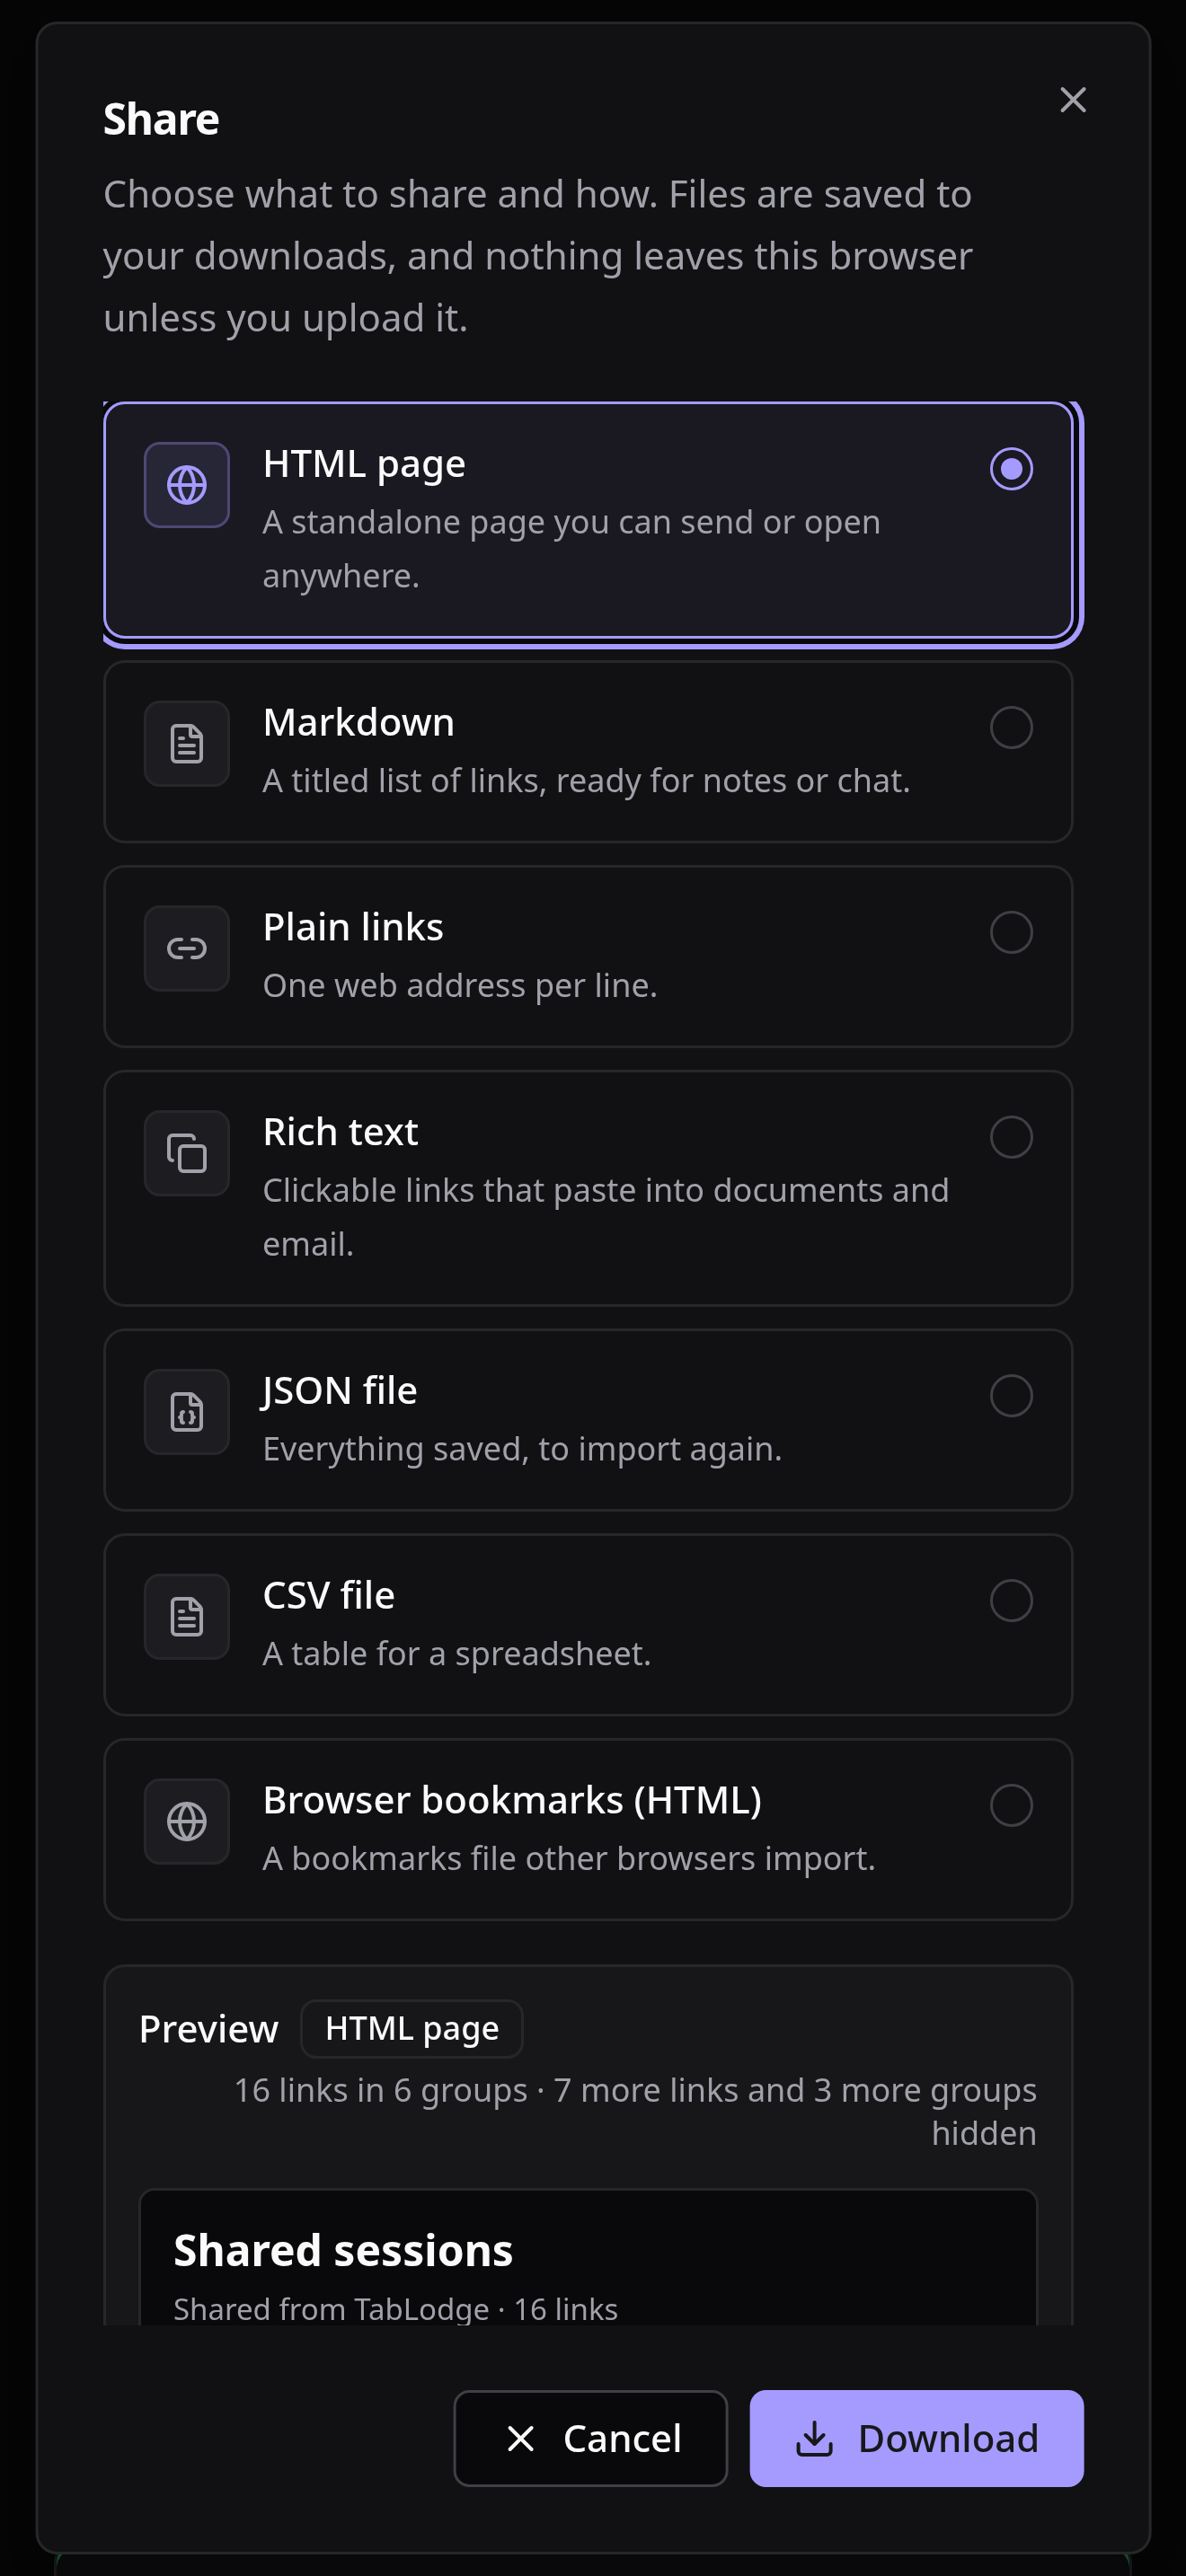 Share
Choose what to share and how. Files are saved to
your downloads, and nothing leaves this browser
unless you upload it.
HTML page
A standalone page you can send or open
anywhere.
Markdown
A titled list of links, ready for notes or chat.
Plain links
One web address per line.
Rich text
Clickable links that paste into documents and
email.
JSON file
Everything saved, to import again.
CSV file
A table for a spreadsheet.
Browser bookmarks (HTML)
A bookmarks file other browsers import.
Preview HTML page
16 links in 6 groups · 7 more links and 3 more groups
hidden
Shared sessions
Shared from TabLodge · 16 links
Cancel Download